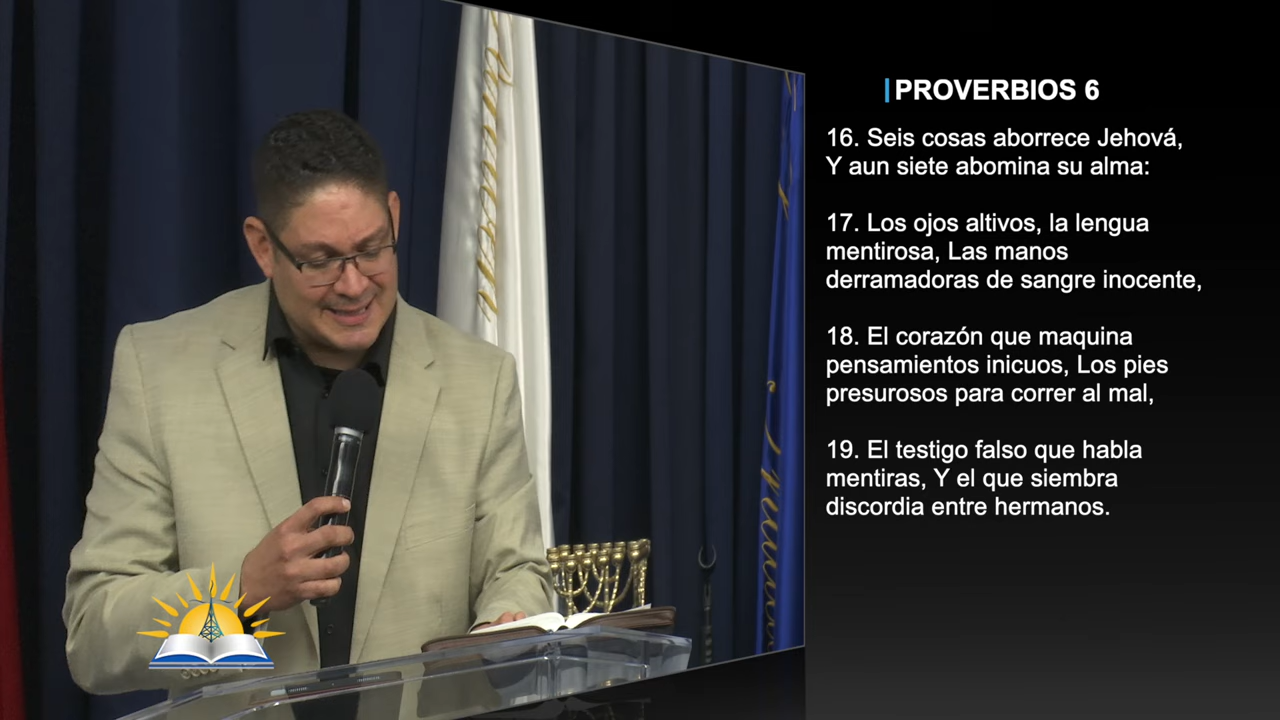 PROVERBIOS 6
16. Seis cosas aborrece Jehová,
Y aun siete abomina su alma:
17. Los ojos altivos, la lengua
mentirosa, Las manos
derramadoras de sangre inocente,
18. El corazón que maquina
pensamientos inicuos, Los pies
presurosos para correr al mal,
19. El testigo falso que habla
mentiras, Y el que siembra
discordia entre hermanos.